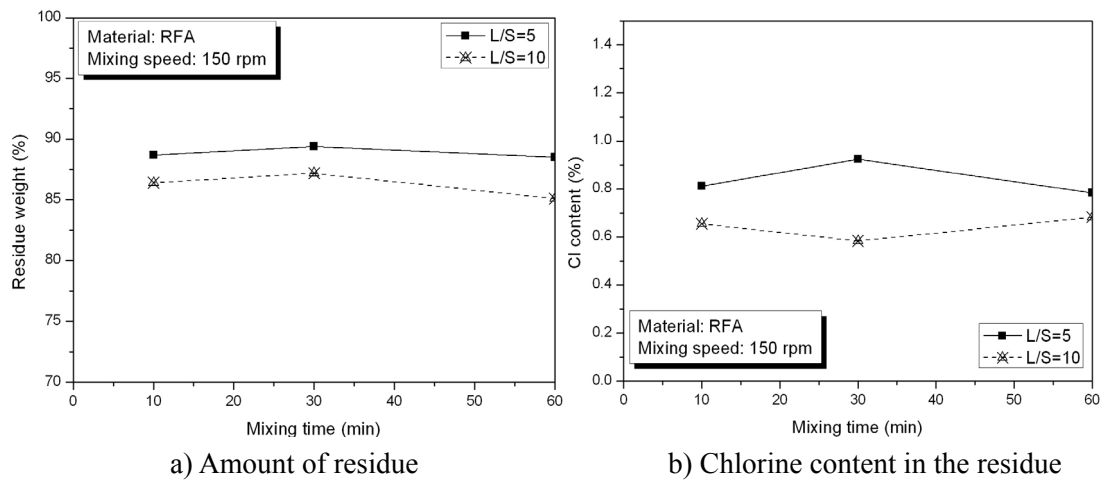 100
95
90
85
80
75
70
Residue weight (%)
Material: RFA
Mixing speed: 150 rpm
L/S=5
L/S=10
0
10
20
30
40
50
60
Mixing time (min)
a) Amount of residue
1.4
1.2
1.0
0.8
0.6
0.4
0.2
0.0
Cl content (%)
Material: RFA
Mixing speed: 150 rpm
L/S=5
L/S=10
0
10
20
30
40
50
60
Mixing time (min)
b) Chlorine content in the residue